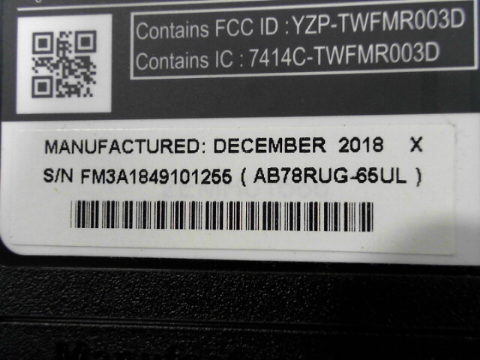 Contains FCC ID : YZP-TWFMR003D
Contains IC : 7414C-TWFMR003D
MANUFACTURED: DECEMBER 2018 X
S/N FM3A1849101255 ( AB78RUG-65UL )